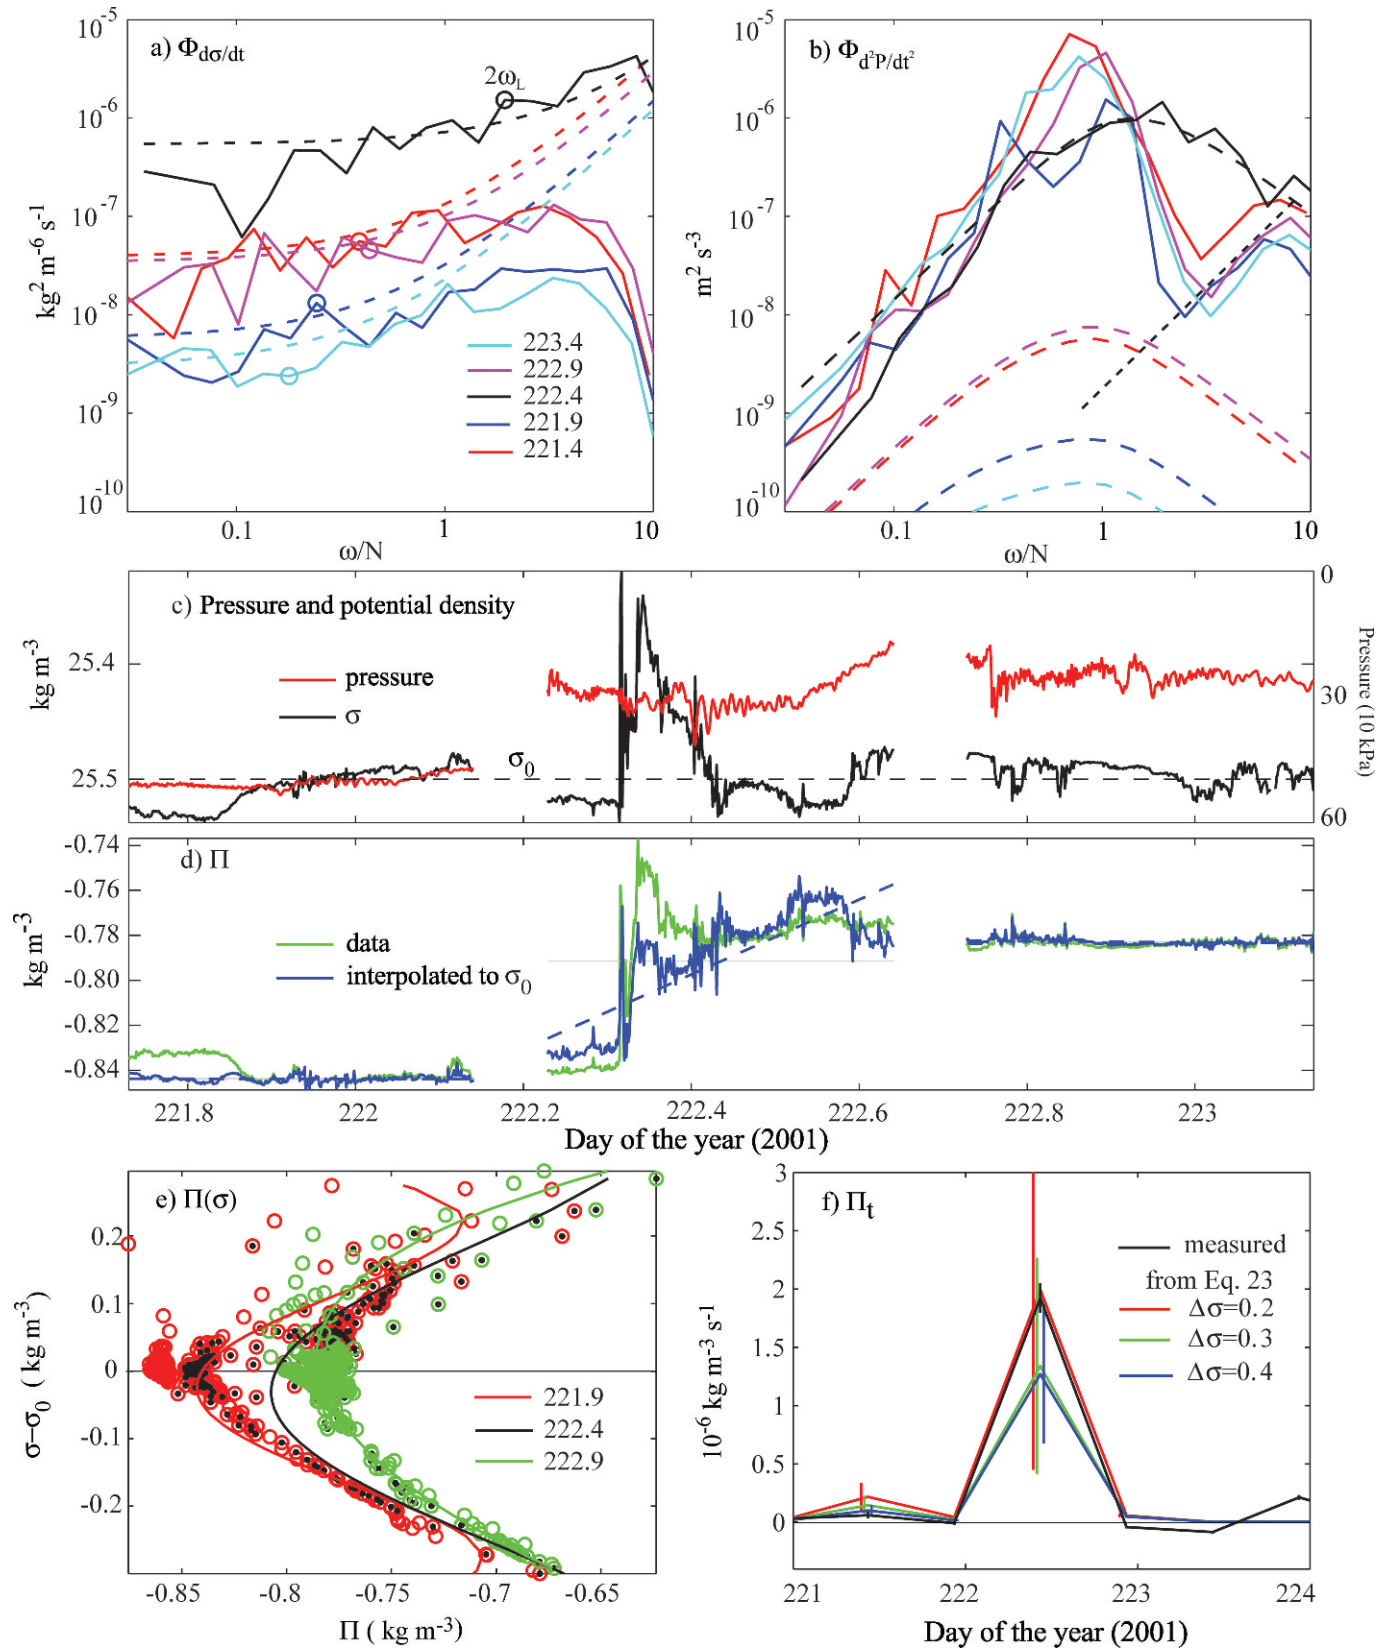 a) Φdσ/dt
kg² m⁻⁶ s⁻¹
10⁻⁵
10⁻⁶
10⁻⁷
10⁻⁸
10⁻⁹
10⁻¹⁰
2ωL
223.4
222.9
222.4
221.9
221.4
0.1 1 10
ω/N
b) Φd²P/dt²
m² s⁻³
10⁻⁵
10⁻⁶
10⁻⁷
10⁻⁸
10⁻⁹
10⁻¹⁰
0.1 1 10
ω/N
c) Pressure and potential density
kg m⁻³
25.4
25.5
pressure
σ
σ₀
0
30
60
Pressure (10 kPa)
d) Π
kg m⁻³
-0.74
-0.76
-0.78
-0.80
-0.82
-0.84
data
interpolated to σ₀
221.8 222 222.2 222.4 222.6 222.8 223
Day of the year (2001)
e) Π(σ)
σ–σ₀ (kg m⁻³)
0.2
0.1
0
-0.1
-0.2
221.9
222.4
222.9
-0.85 -0.8 -0.75 -0.7 -0.65
Π ( kg m⁻³)
f) Πt
10⁻⁶ kg m⁻³ s⁻¹
3
2.5
2
1.5
1
0.5
0
measured
from Eq. 23
Δσ=0.2
Δσ=0.3
Δσ=0.4
221 222 223 224
Day of the year (2001)